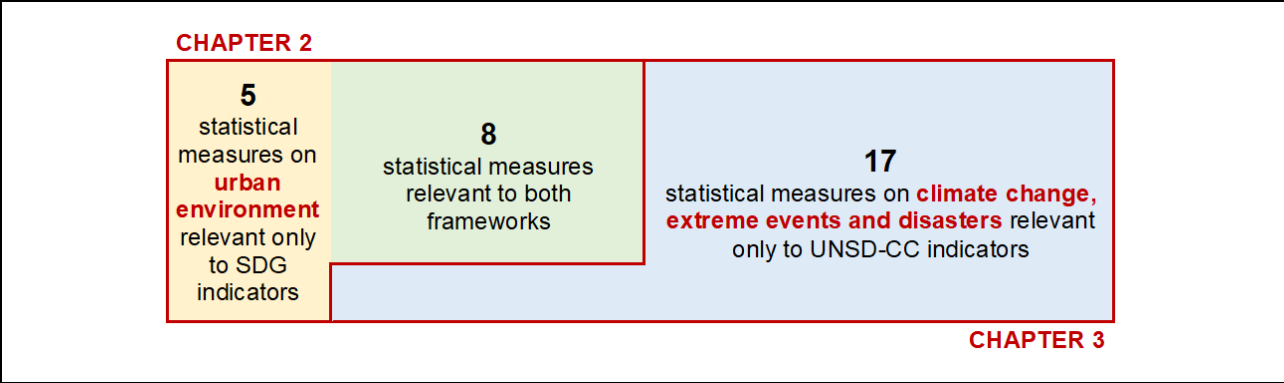 CHAPTER 2
5
statistical
measures on
urban
environment
relevant only
to SDG
indicators
8
statistical measures
relevant to both
frameworks
17
statistical measures on climate change,
extreme events and disasters relevant
only to UNSD-CC indicators
CHAPTER 3